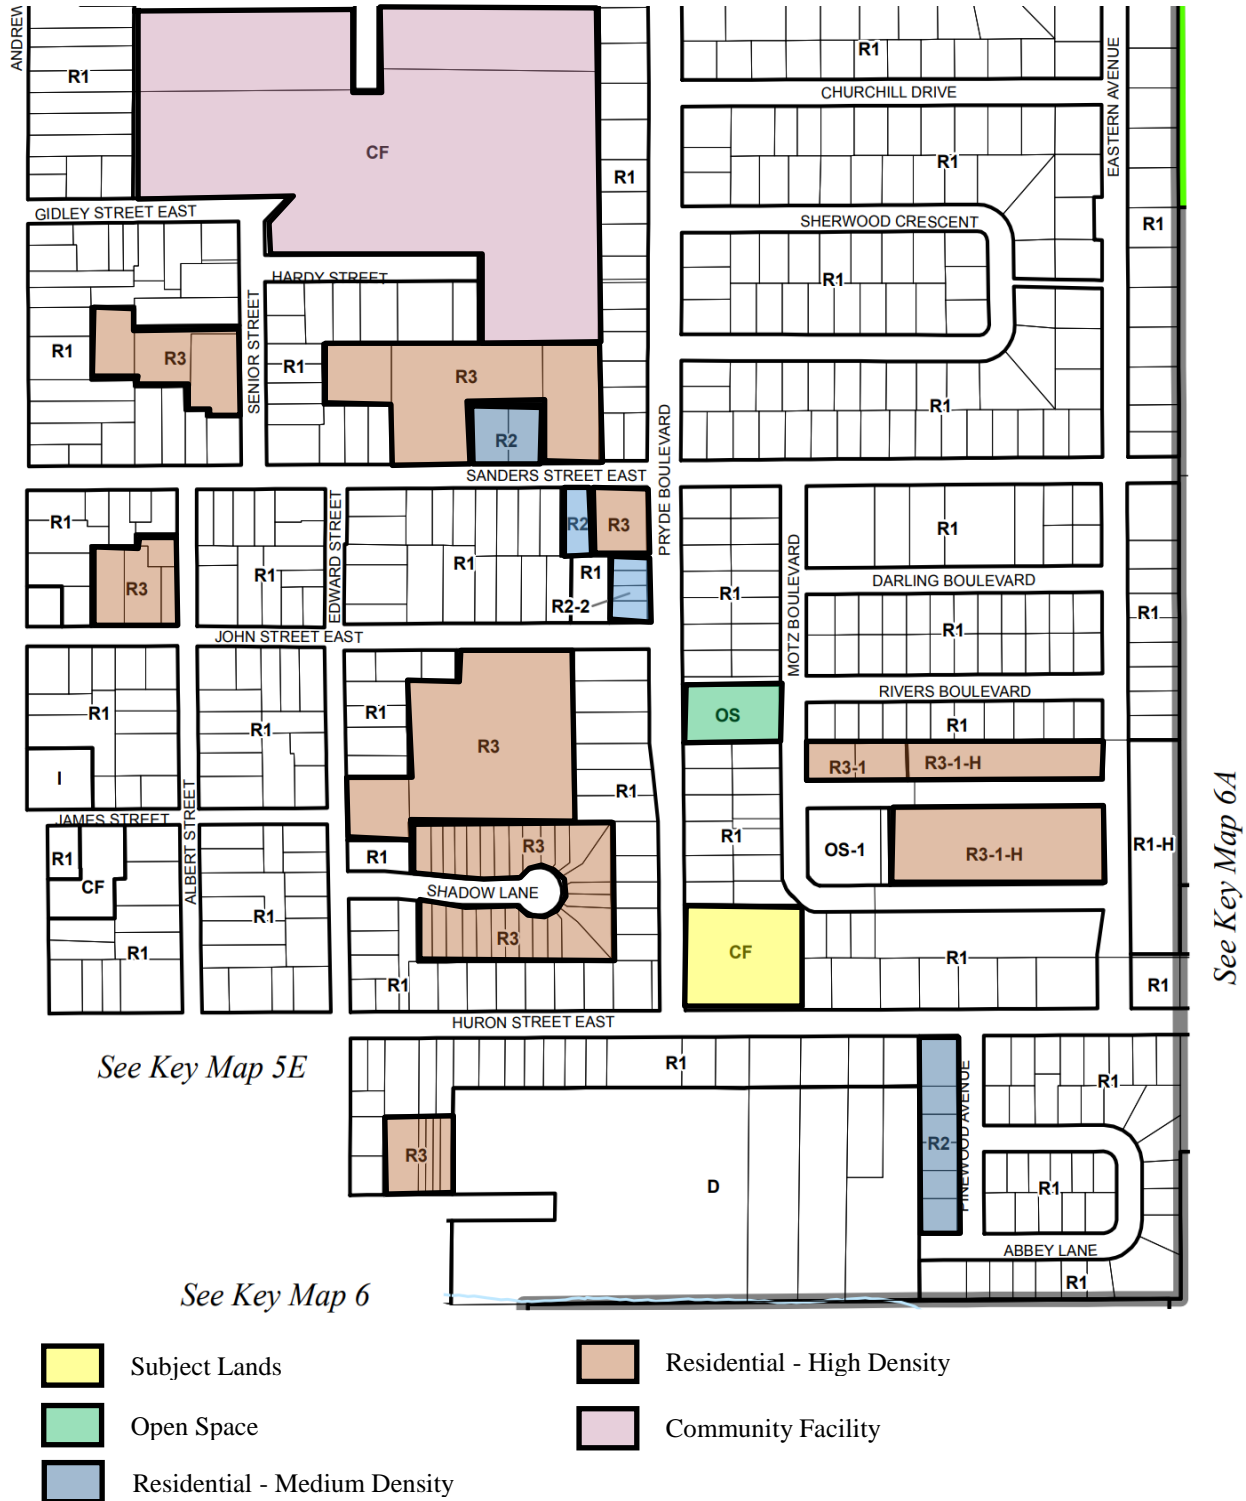 ANDREW
R1
R1
CHURCHILL DRIVE
EASTERN AVENUE
CF
R1
R1
GIDLEY STREET EAST
SHERWOOD CRESCENT
R1
HARDY STREET
R1
SENIOR STREET
R1
R3
R1
R3
R1
R2
PRYDE BOULEVARD
SANDERS STREET EAST
R1
EDWARD STREET
R2
R3
R1
MOTZ BOULEVARD
R1
R1
R1
R3
DARLING BOULEVARD
R1
R2-2
R1
R1
R1
JOHN STREET EAST
RIVERS BOULEVARD
R1
R1
R1
OS
R1
R3
R3-1
R3-1-H
I
R1
See Key Map 6A
JAMES STREET
ALBERT STREET
R1
R3
R1
OS-1
R3-1-H
R1-H
R1
CF
SHADOW LANE
R1
R3
R1
CF
R1
R1
R1
HURON STREET EAST
See Key Map 5E
R1
R1
PINEWOOD AVENUE
R3
R2
D
R1
ABBEY LANE
R1
See Key Map 6
Subject Lands
Residential - High Density
Open Space
Community Facility
Residential - Medium Density